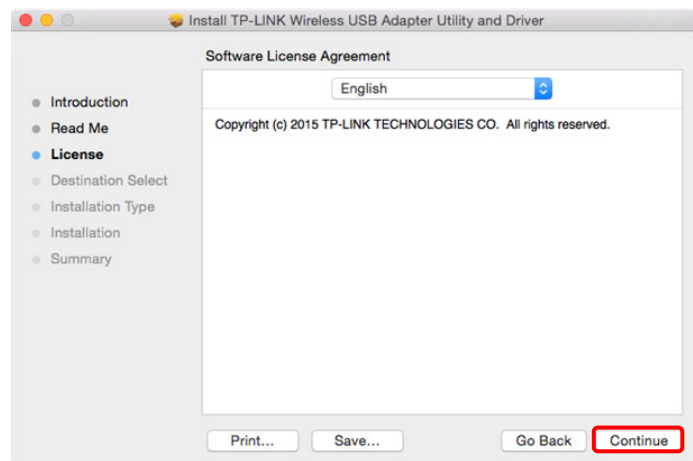 Install TP-LINK Wireless USB Adapter Utility and Driver
Software License Agreement
English
Introduction
Read Me
License
Destination Select
Installation Type
Installation
Summary
Copyright (c) 2015 TP-LINK TECHNOLOGIES CO. All rights reserved.
Print...
Save...
Go Back
Continue